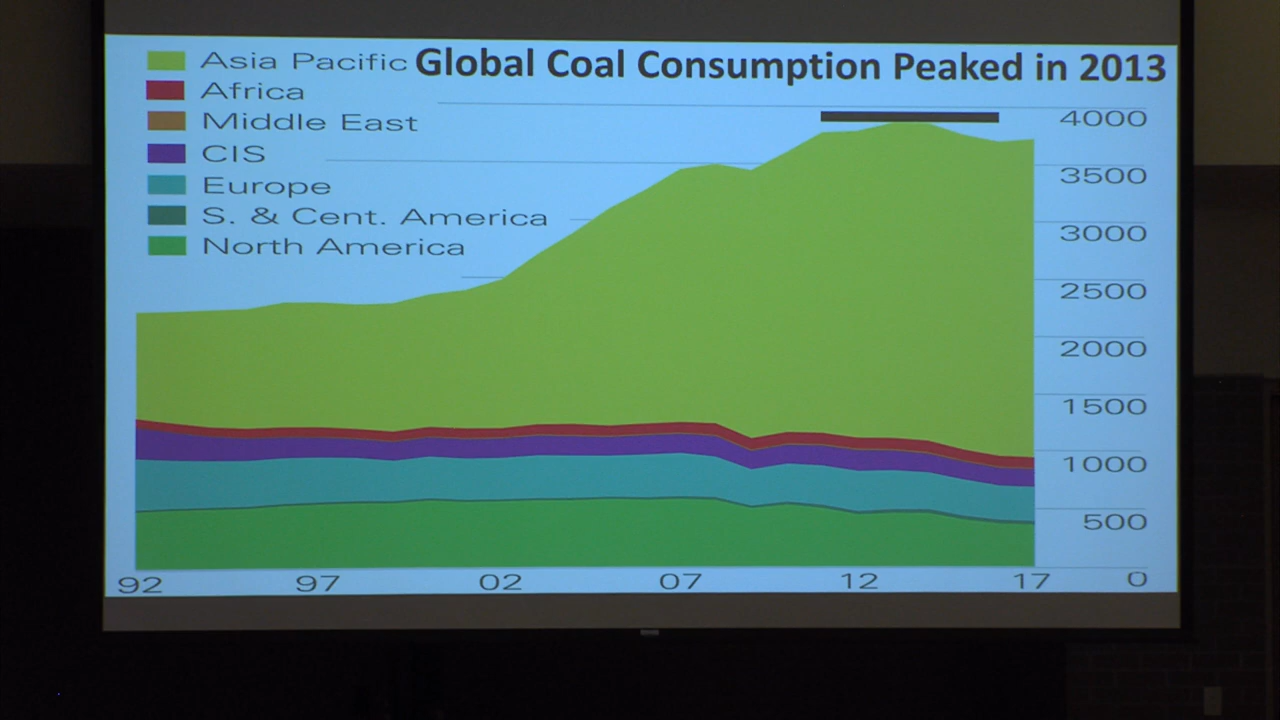 Global Coal Consumption Peaked in 2013
Asia Pacific
Africa
Middle East
CIS
Europe
S. & Cent. America
North America
4000
3500
3000
2500
2000
1500
1000
500
0
92 97 02 07 12 17